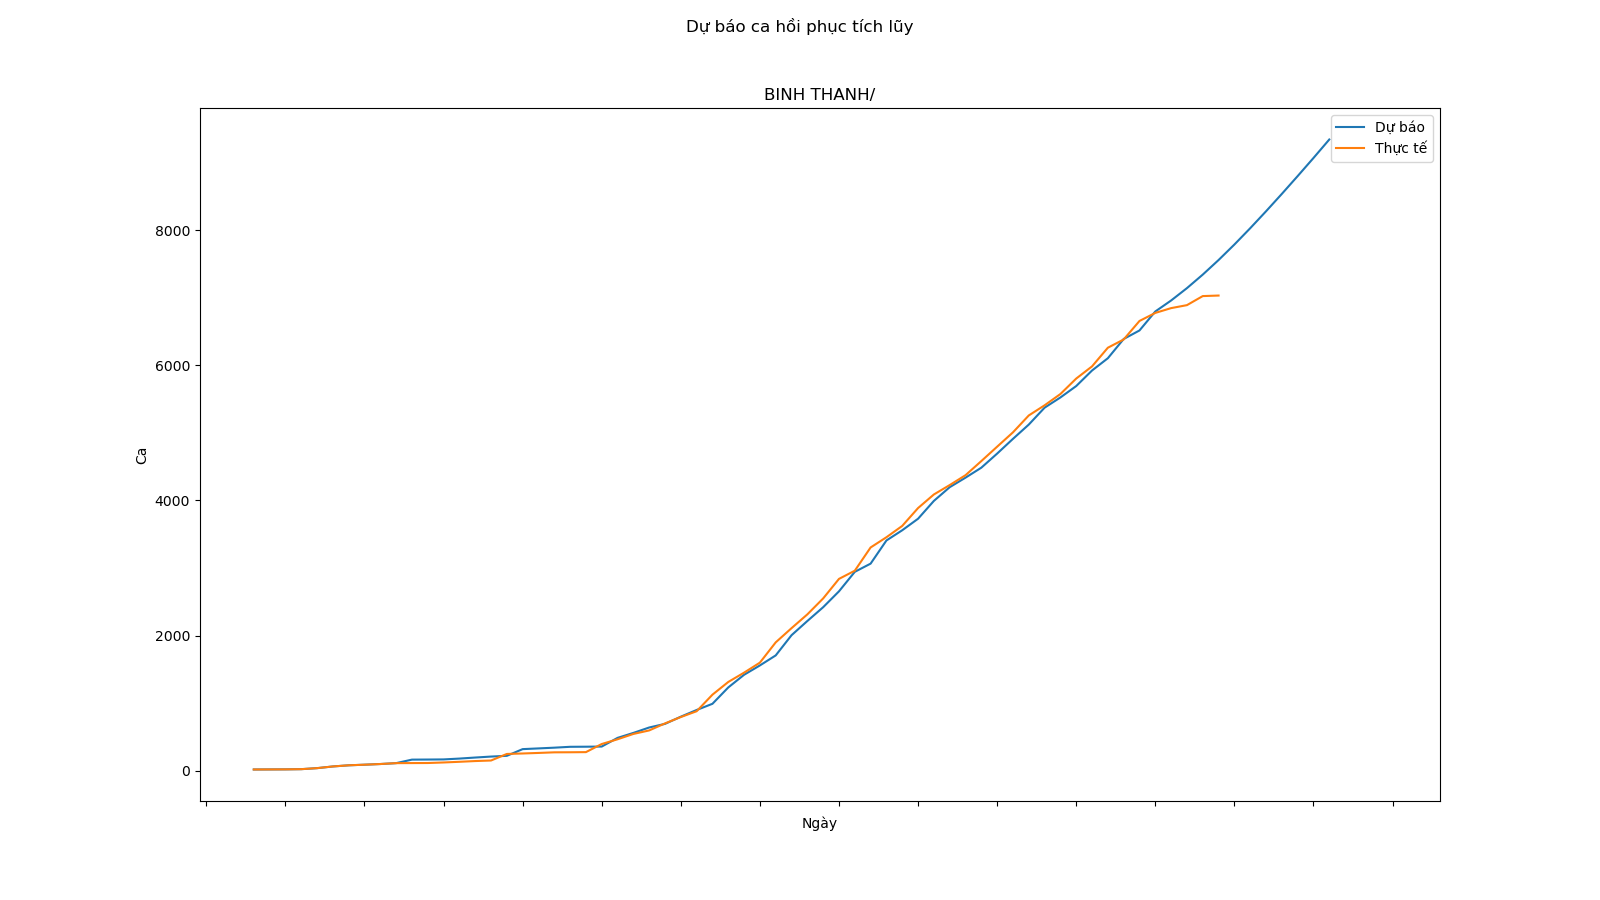 Dự báo ca hồi phục tích lũy
BINH THANH/
Dự báo
Thực tế
8000
6000
4000
2000
0
Ca
Ngày